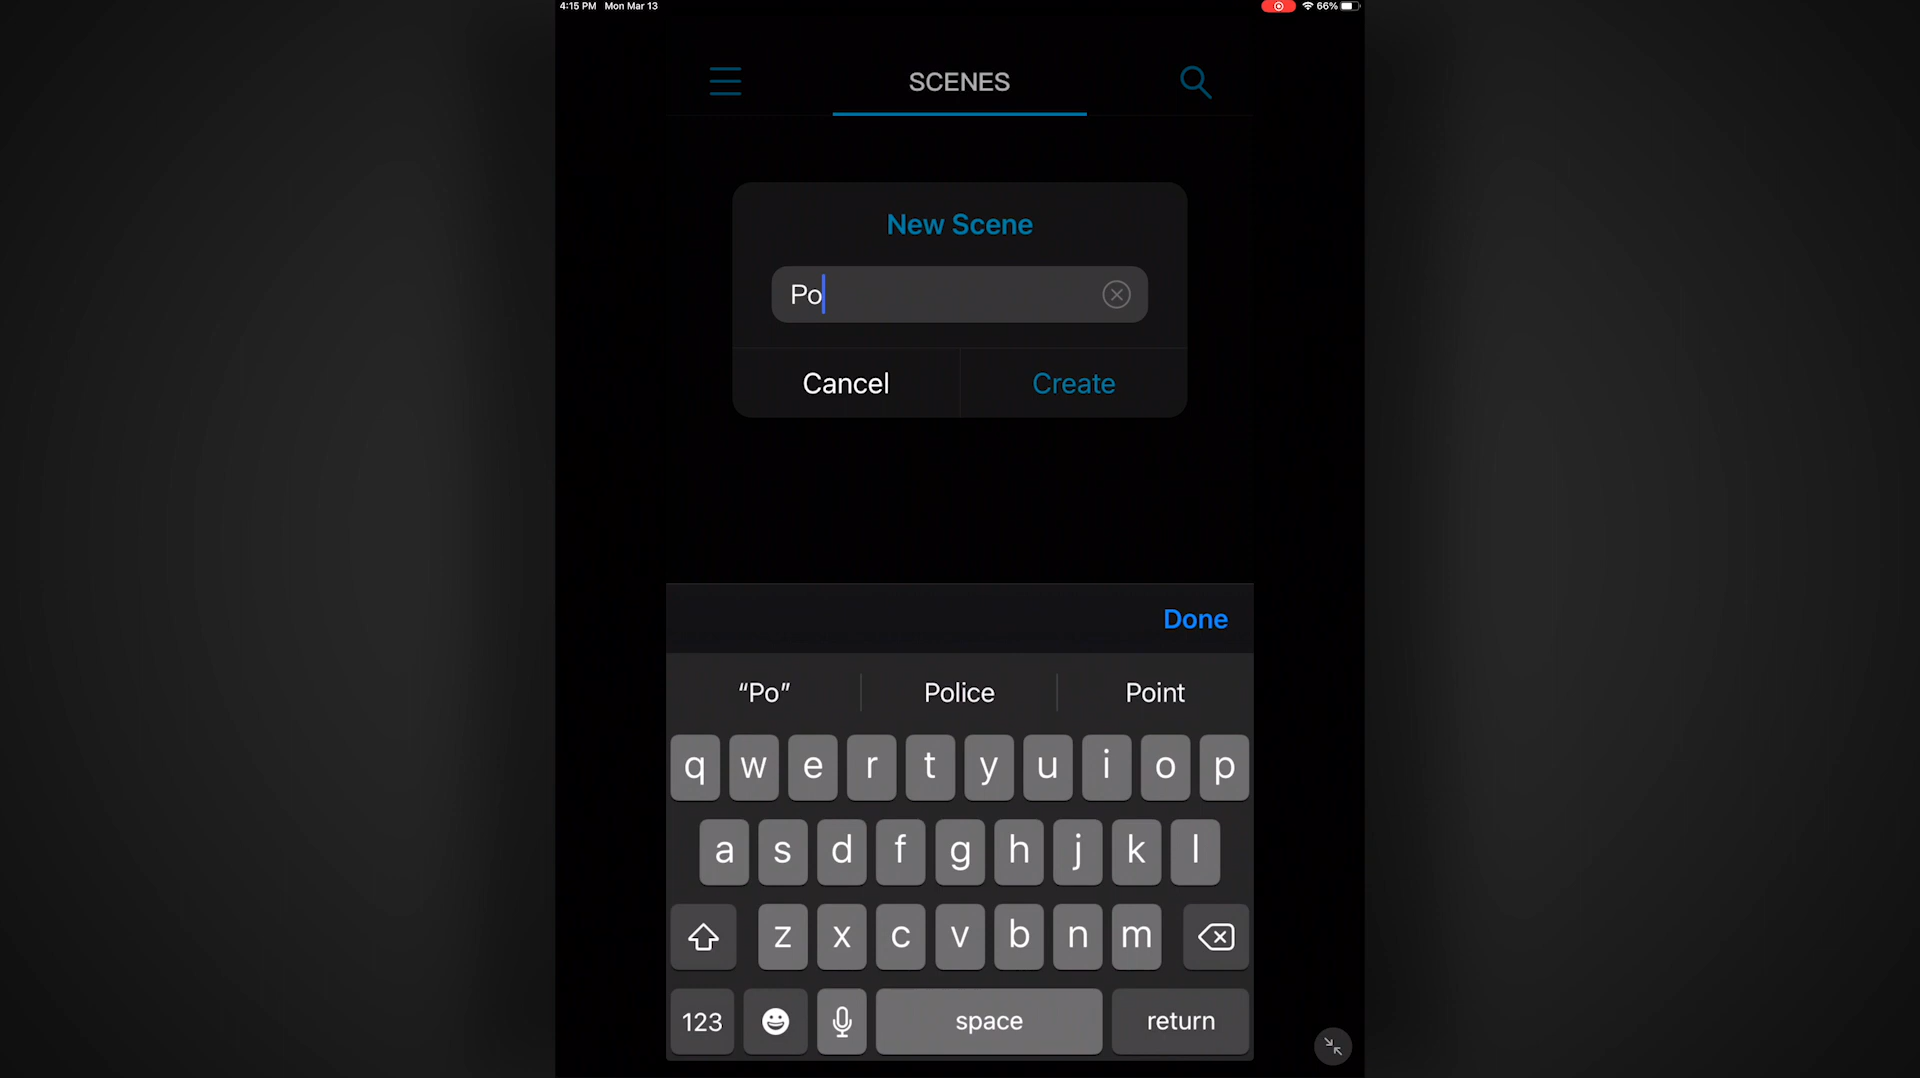 4:15 PM Mon Mar 13
66%
SCENES
New Scene
Po
Cancel Create
Done
“Po” Police Point
q w e r t y u i o p
a s d f g h j k l
z x c v b n m
123 space return